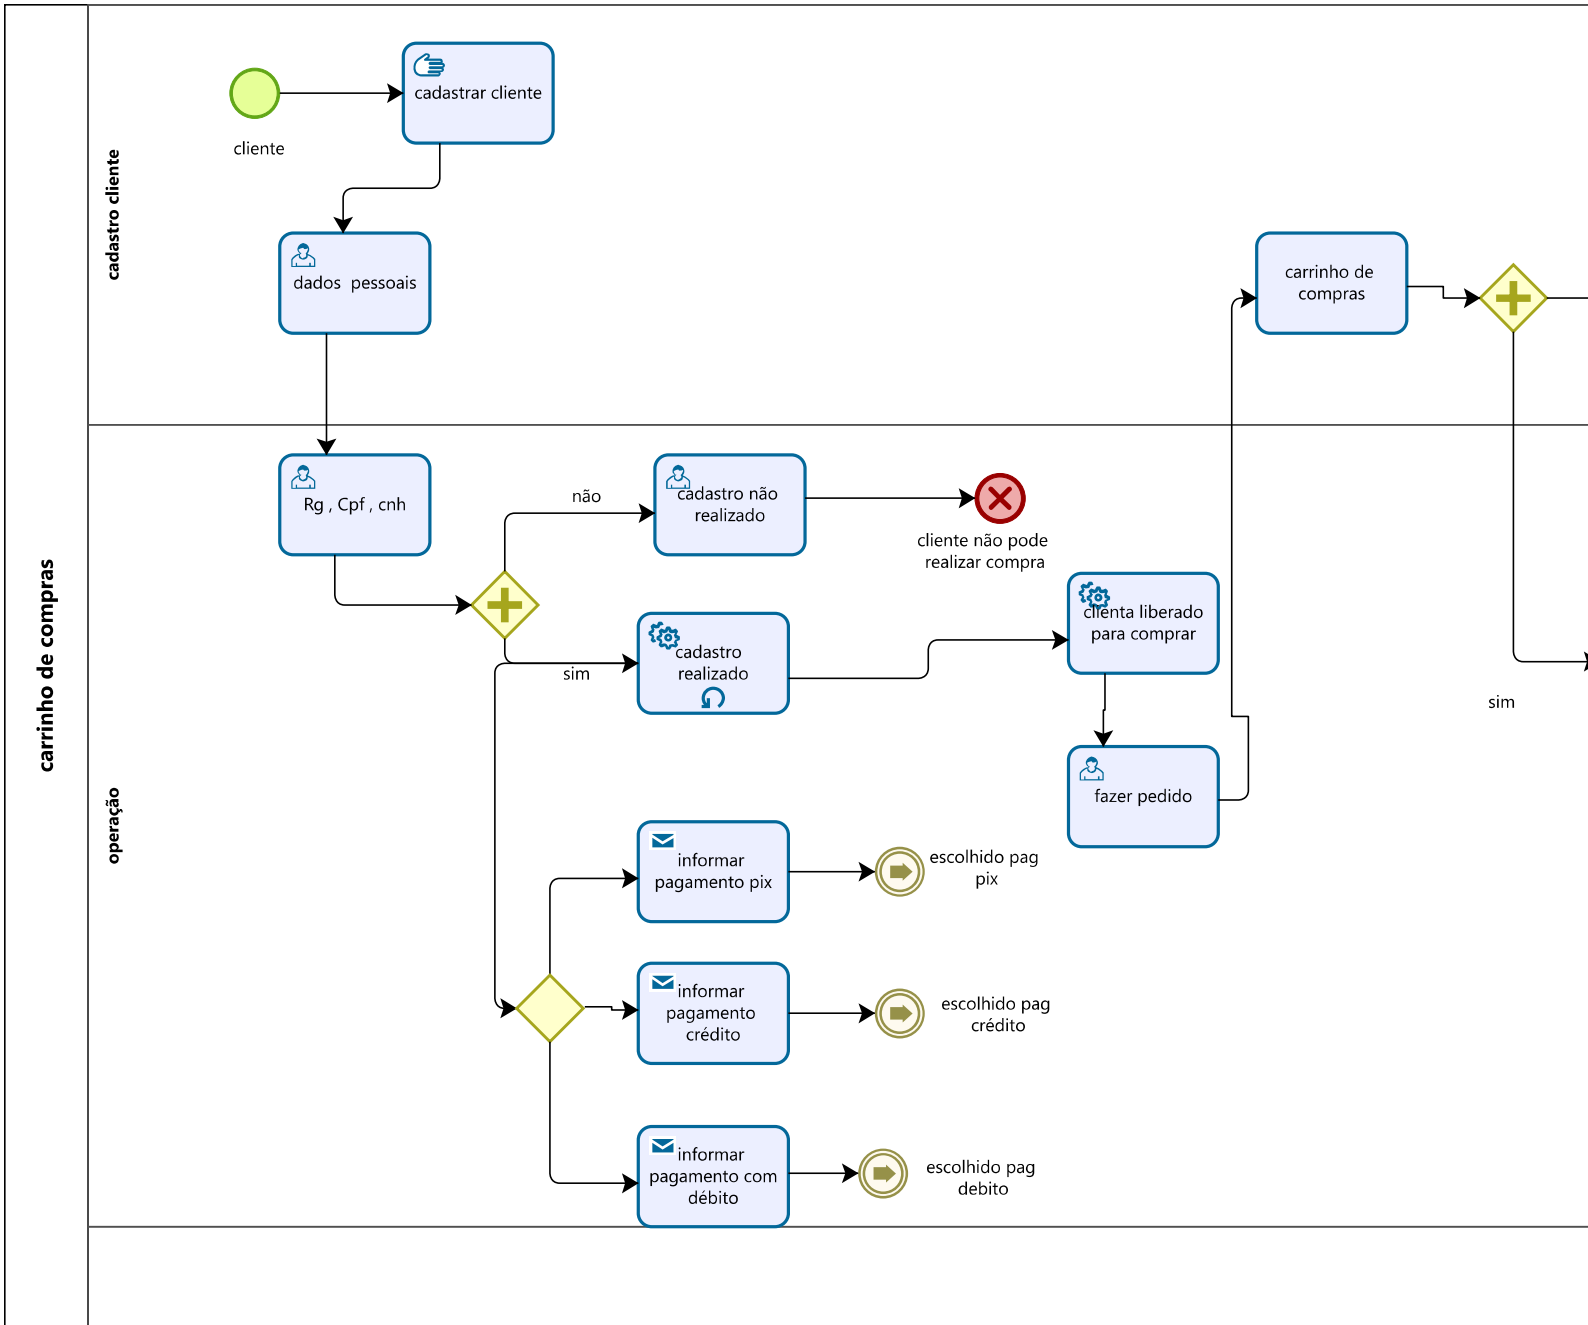 carrinho de compras
cadastro cliente
cliente
cadastrar cliente
dados pessoais
carrinho de
compras
operação
Rg , Cpf , cnh
não
cadastro não
realizado
cliente não pode
realizar compra
sim
cadastro
realizado
clienta liberado
para comprar
sim
fazer pedido
informar
pagamento pix
escolhido pag
pix
informar
pagamento
crédito
escolhido pag
crédito
informar
pagamento com
débito
escolhido pag
debito